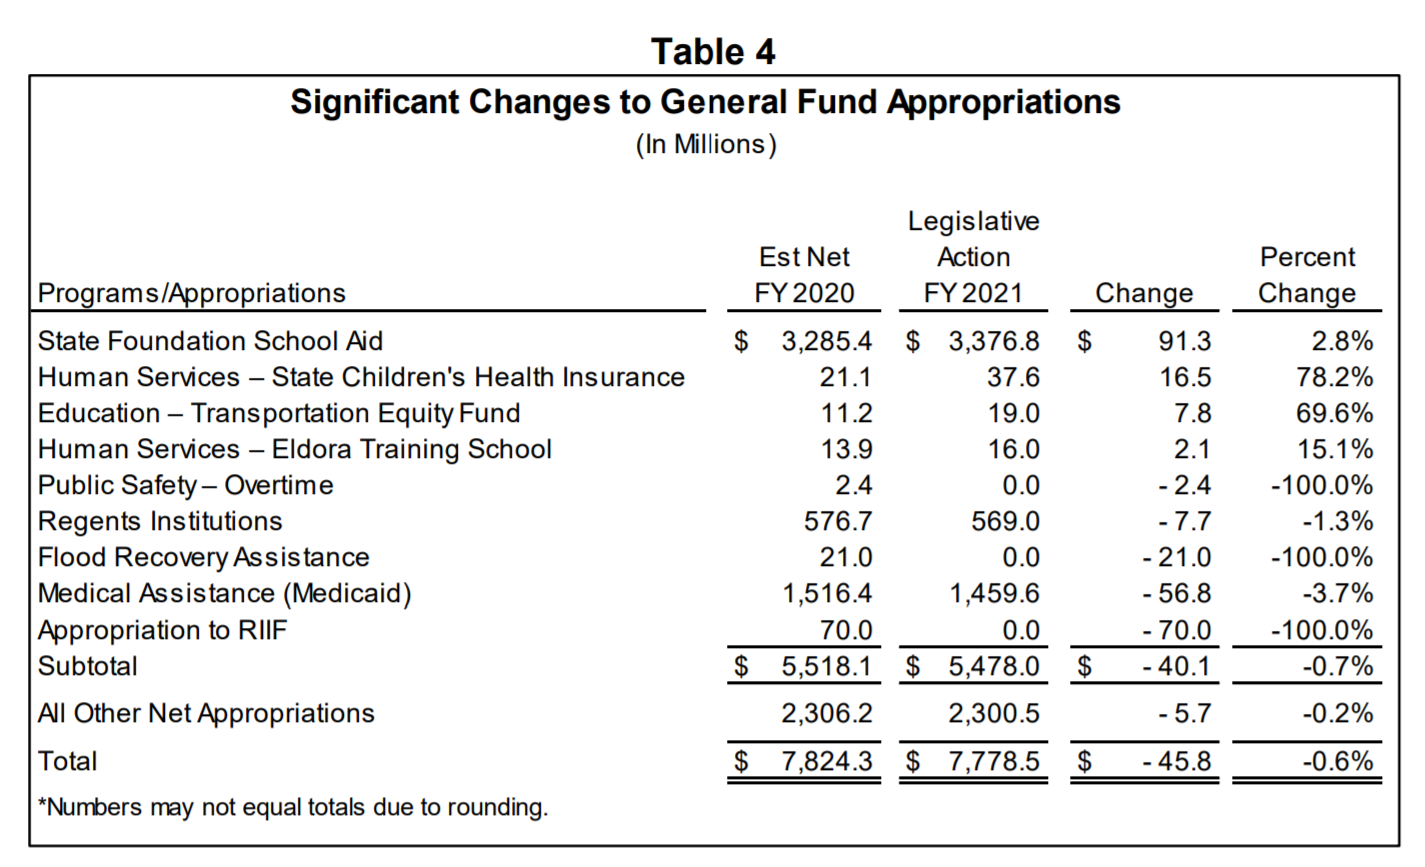 Table 4
Significant Changes to General Fund Appropriations
(In Millions)
Legislative
Est Net Action Percent
Programs/Appropriations FY 2020 FY 2021 Change Change
State Foundation School Aid $ 3,285.4 $ 3,376.8 $ 91.3 2.8%
Human Services – State Children's Health Insurance 21.1 37.6 16.5 78.2%
Education – Transportation Equity Fund 11.2 19.0 7.8 69.6%
Human Services – Eldora Training School 13.9 16.0 2.1 15.1%
Public Safety – Overtime 2.4 0.0 - 2.4 -100.0%
Regents Institutions 576.7 569.0 - 7.7 -1.3%
Flood Recovery Assistance 21.0 0.0 - 21.0 -100.0%
Medical Assistance (Medicaid) 1,516.4 1,459.6 - 56.8 -3.7%
Appropriation to RIIF 70.0 0.0 - 70.0 -100.0%
Subtotal $ 5,518.1 $ 5,478.0 $ - 40.1 -0.7%
All Other Net Appropriations 2,306.2 2,300.5 - 5.7 -0.2%
Total $ 7,824.3 $ 7,778.5 $ - 45.8 -0.6%
*Numbers may not equal totals due to rounding.